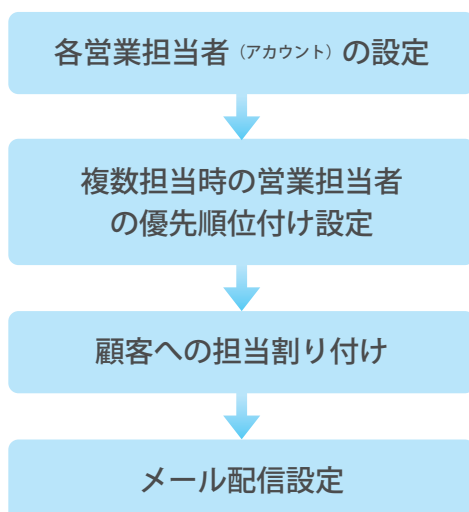 各営業担当者（アカウント）の設定
複数担当時の営業担当者
の優先順位付け設定
顧客への担当割り付け
メール配信設定